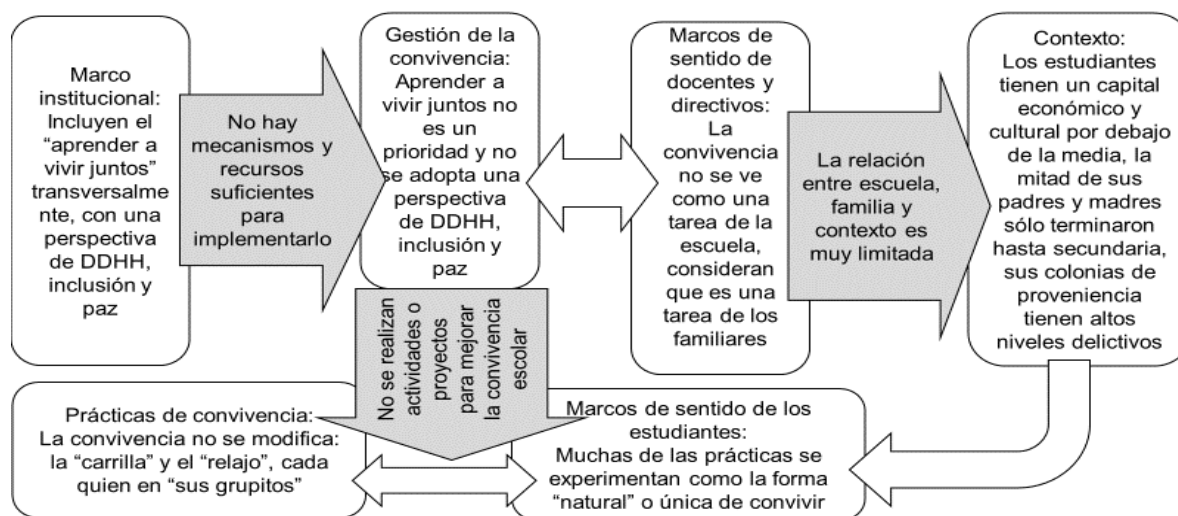 Marco
institucional:
Incluyen el
“aprender a
vivir juntos”
transversalme
nte, con una
perspectiva
de DDHH,
inclusión y
paz
No hay
mecanismos y
recursos
suficientes
para
implementarlo
Gestión de la
convivencia:
Aprender a
vivir juntos no
es un
prioridad y no
se adopta una
perspectiva
de DDHH,
inclusión y
paz
Marcos de
sentido de
docentes y
directivos:
La
convivencia
no se ve
como una
tarea de la
escuela,
consideran
que es una
tarea de los
familiares
La relación
entre escuela,
familia y
contexto es
muy limitada
Contexto:
Los estudiantes
tienen un capital
económico y
cultural por debajo
de la media, la
mitad de sus
padres y madres
sólo terminaron
hasta secundaria,
sus colonias de
proveniencia
tienen altos
niveles delictivos
No se realizan
actividades o
proyectos
para mejorar
la convivencia
escolar
Prácticas de convivencia:
La convivencia no se modifica:
la “carrilla” y el “relajo”, cada
quien en “sus grupitos”
Marcos de sentido de los
estudiantes:
Muchas de las prácticas se
experimentan como la forma
“natural” o única de convivir